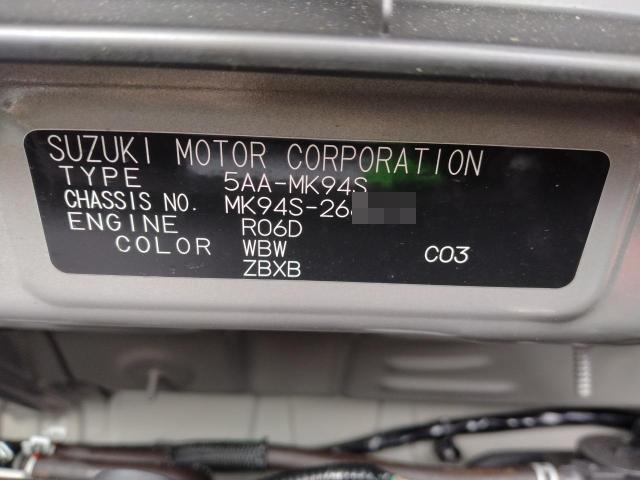 SUZUKI MOTOR CORPORATION
TYPE 5AA-MK94S
CHASSIS NO. MK94S-26
ENGINE R06D
COLOR WBW C03
ZBXB